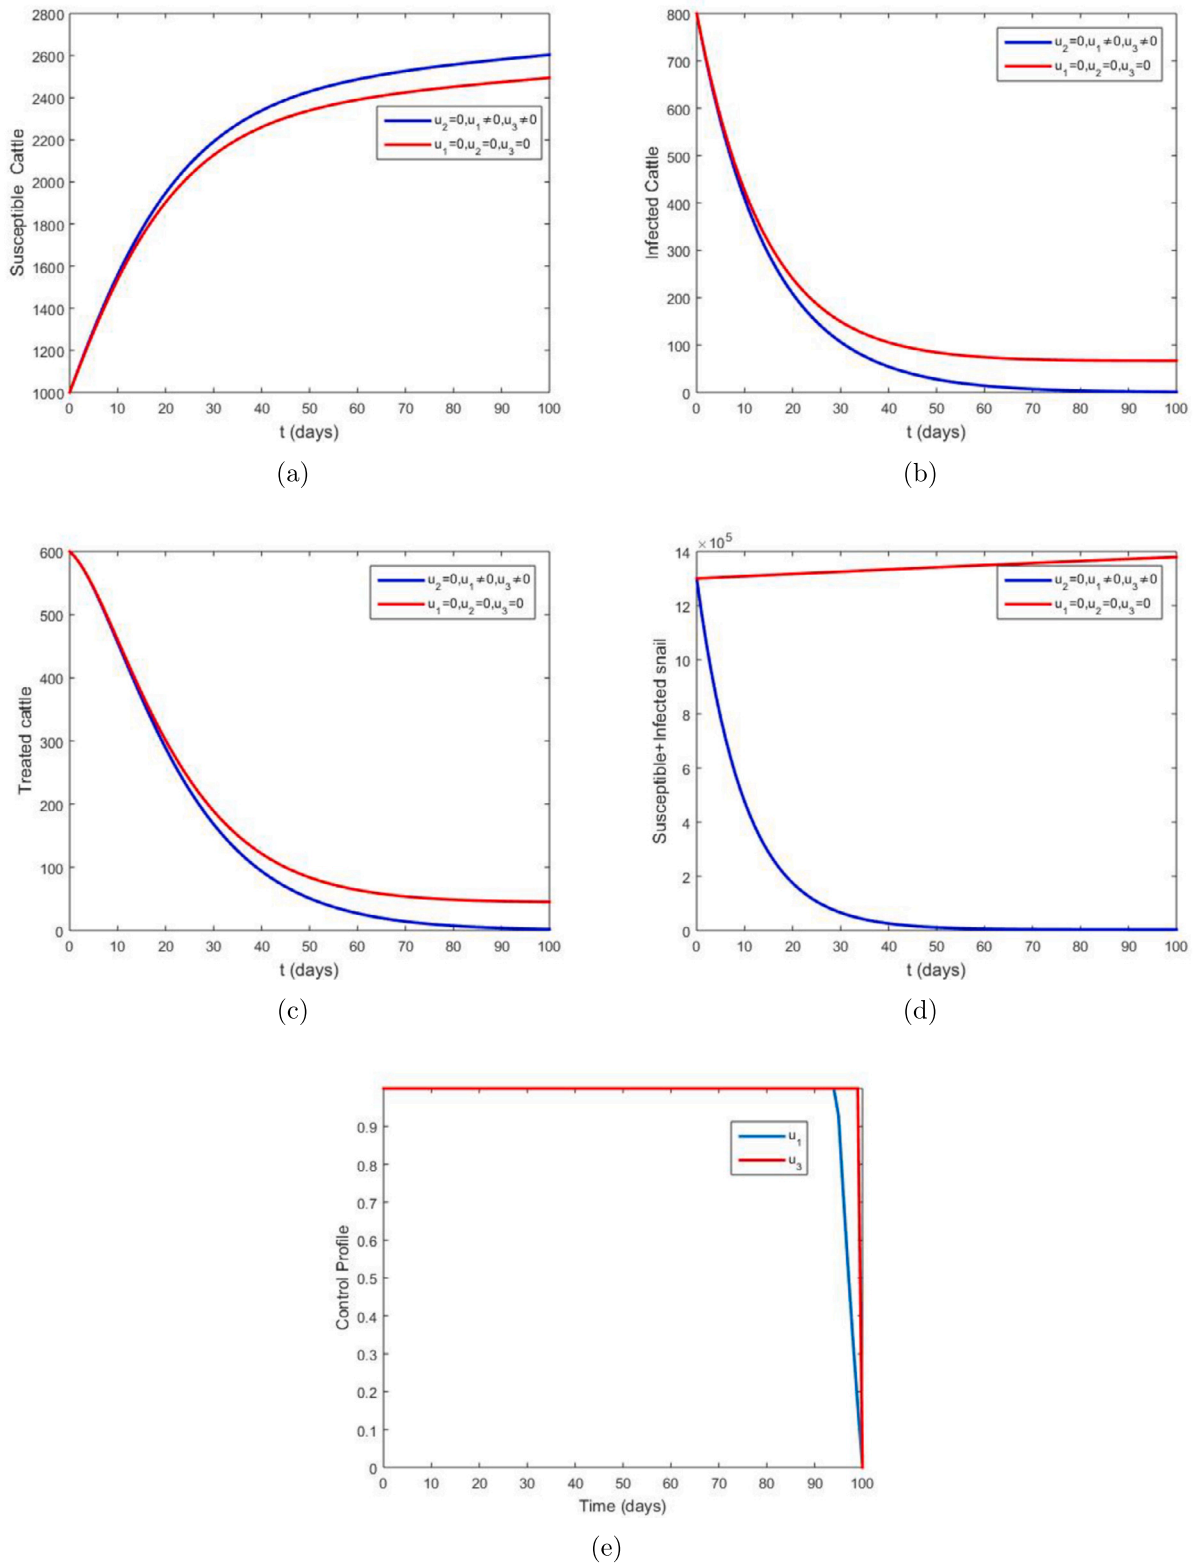 2800
2600
2400
2200
2000
1800
1600
1400
1200
1000
Susceptible Cattle
u₂=0,u₁≠0,u₃≠0
u₁=0,u₂=0,u₃=0
0 10 20 30 40 50 60 70 80 90 100
t (days)
(a)
800
700
600
500
400
300
200
100
0
Infected Cattle
u₂=0,u₁≠0,u₃≠0
u₁=0,u₂=0,u₃=0
0 10 20 30 40 50 60 70 80 90 100
t (days)
(b)
600
500
400
300
200
100
0
Treated cattle
u₂=0,u₁≠0,u₃≠0
u₁=0,u₂=0,u₃=0
0 10 20 30 40 50 60 70 80 90 100
t (days)
(c)
×10⁵
14
12
10
8
6
4
2
0
Susceptible+Infected snail
u₂=0,u₁≠0,u₃≠0
u₁=0,u₂=0,u₃=0
0 10 20 30 40 50 60 70 80 90 100
t (days)
(d)
0.9
0.8
0.7
0.6
0.5
0.4
0.3
0.2
0.1
0
Control Profile
u₁
u₃
0 10 20 30 40 50 60 70 80 90 100
Time (days)
(e)